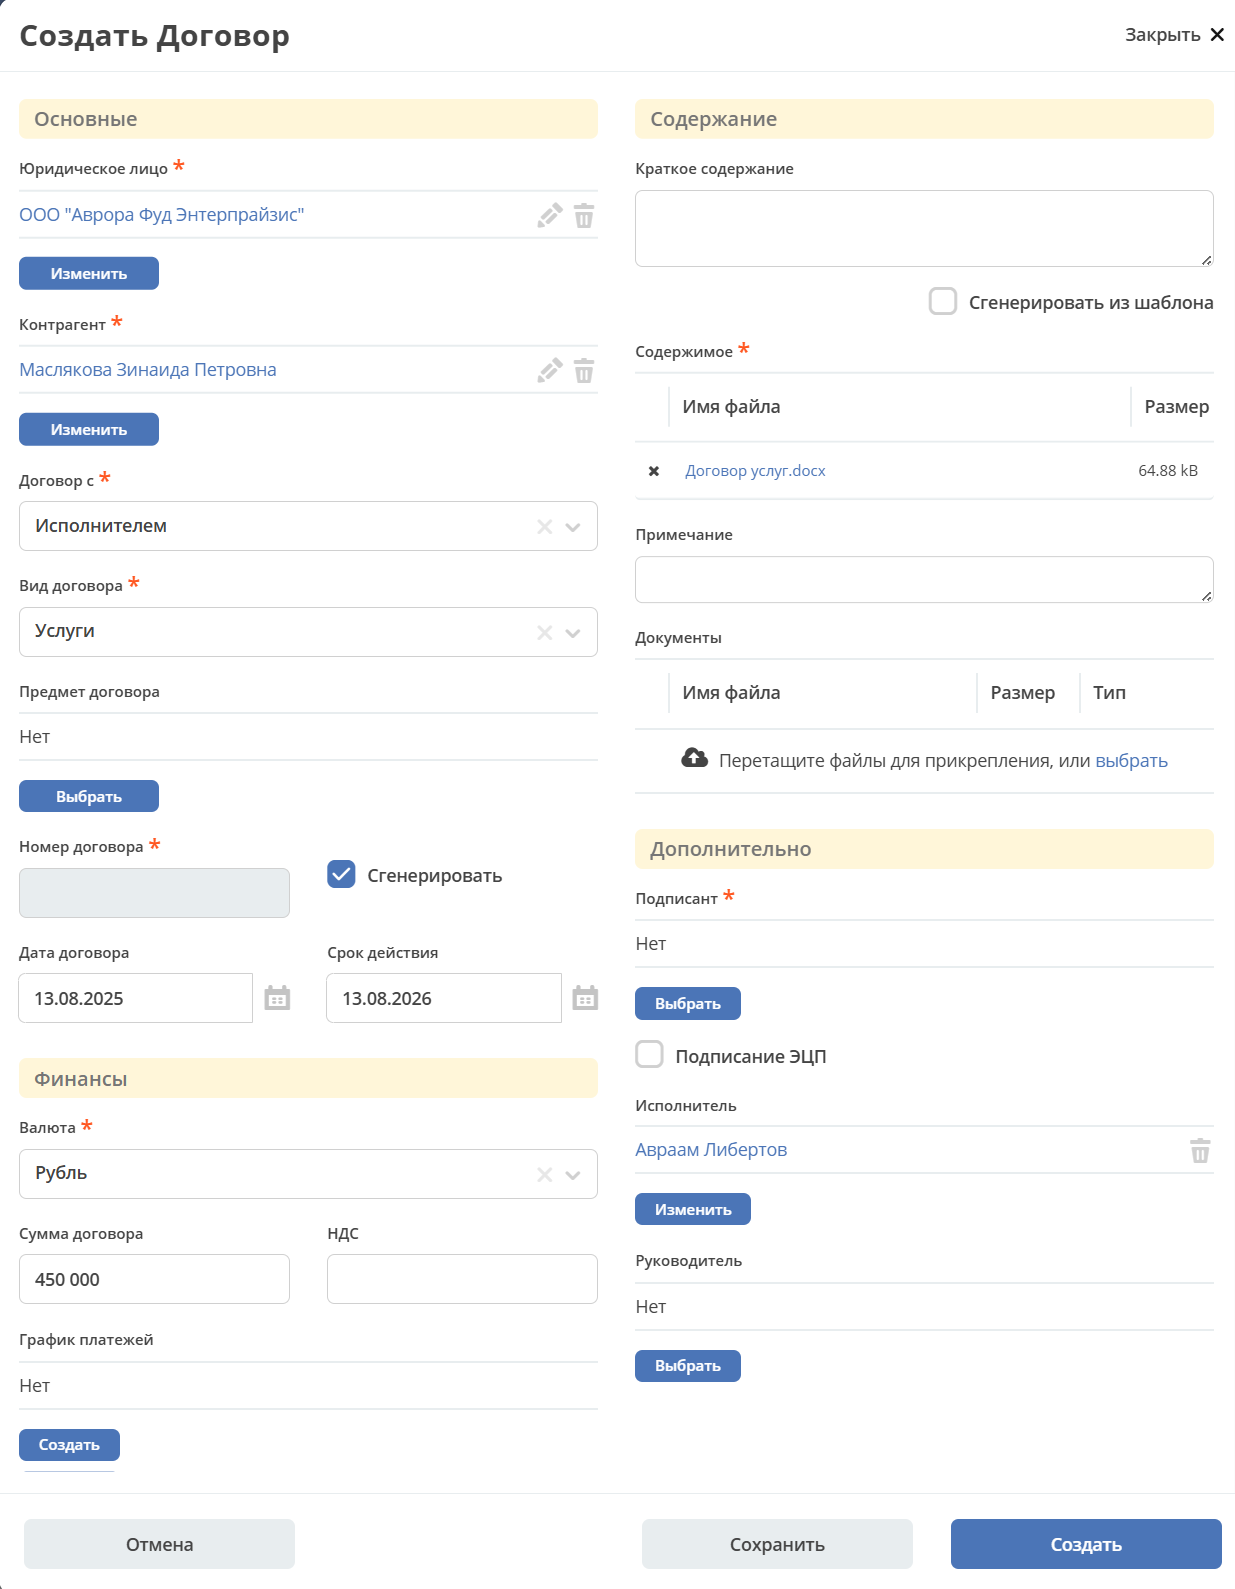 Создать Договор
Закрыть
Основные
Юридическое лицо *
ООО "Аврора Фуд Энтерпрайзис"
Изменить
Контрагент *
Маслякова Зинаида Петровна
Изменить
Договор с *
Исполнителем
Вид договора *
Услуги
Предмет договора
Нет
Выбрать
Номер договора *
Сгенерировать
Дата договора
Срок действия
13.08.2025
13.08.2026
Финансы
Валюта *
Рубль
Сумма договора
НДС
450 000
График платежей
Нет
Создать
Содержание
Краткое содержание
Сгенерировать из шаблона
Содержимое *
Имя файла
Размер
Договор услуг.docx
64.88 kB
Примечание
Документы
Имя файла
Размер
Тип
Перетащите файлы для прикрепления, или выбрать
Дополнительно
Подписант *
Нет
Выбрать
Подписание ЭЦП
Исполнитель
Авраам Либертов
Изменить
Руководитель
Нет
Выбрать
Отмена
Сохранить
Создать